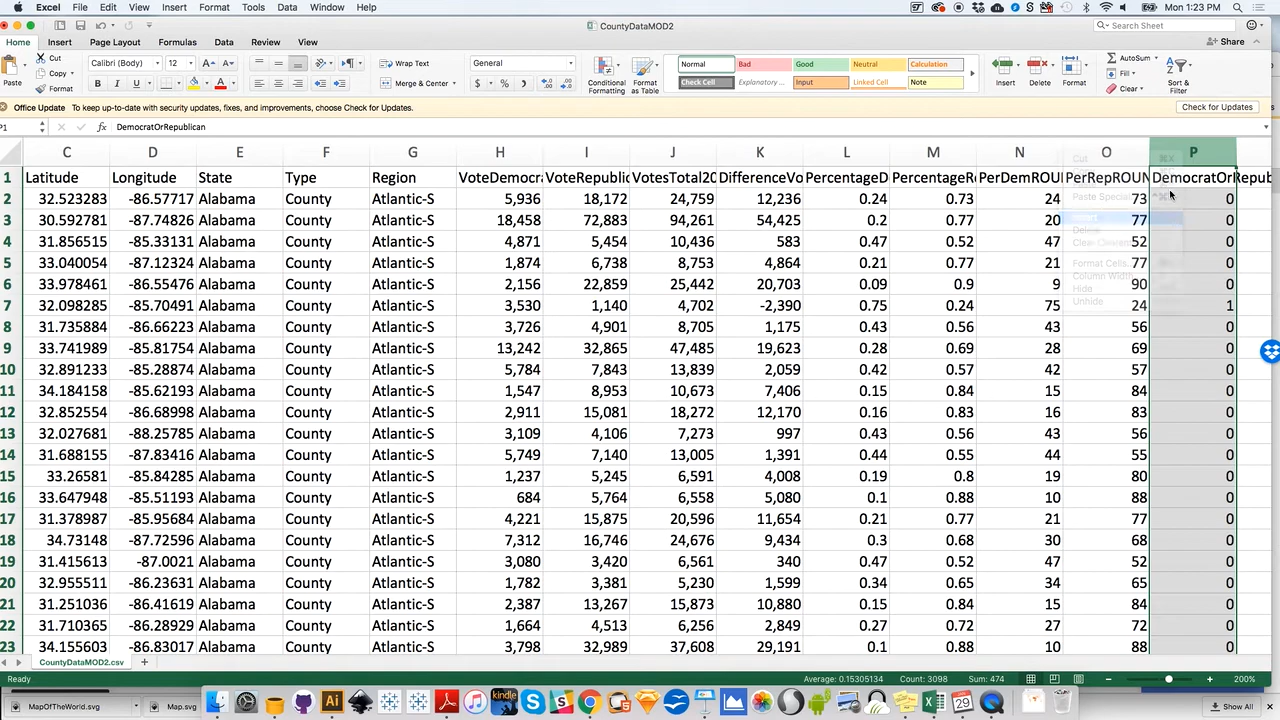 Excel File Edit View Insert Format Tools Data Window Help Mon 1:23 PM
CountyDataMOD2 Search Sheet
Home Insert Page Layout Formulas Data Review View Share
Paste Cut Copy Format Calibri (Body) 12 Wrap Text Merge & Center General Conditional Formatting Format as Table Normal Bad Good Neutral Calculation Check Cell Explanatory... Input Linked Cell Note Insert Delete Format AutoSum Fill Clear Sort & Filter
Office Update To keep up-to-date with security updates, fixes, and improvements, choose Check for Updates. Check for Updates
P1 fx DemocratOrRepublican
C D E F G H I J K L M N O P
1 Latitude Longitude State Type Region VoteDemocra VoteRepublic VotesTotal20 DifferenceVo PercentageD PercentageRe PerDemROUI PerRepROUN DemocratOrRepub
2 32.523283 -86.57717 Alabama County Atlantic-S 5,936 18,172 24,759 12,236 0.24 0.73 24 73 0
3 30.592781 -87.74826 Alabama County Atlantic-S 18,458 72,883 94,261 54,425 0.2 0.77 20 77 0
4 31.856515 -85.33131 Alabama County Atlantic-S 4,871 5,454 10,436 583 0.47 0.52 47 52 0
5 33.040054 -87.12324 Alabama County Atlantic-S 1,874 6,738 8,753 4,864 0.21 0.77 21 77 0
6 33.978461 -86.55476 Alabama County Atlantic-S 2,156 22,859 25,442 20,703 0.09 0.9 9 90 0
7 32.098285 -85.70491 Alabama County Atlantic-S 3,530 1,140 4,702 -2,390 0.75 0.24 75 24 1
8 31.735884 -86.66223 Alabama County Atlantic-S 3,726 4,901 8,705 1,175 0.43 0.56 43 56 0
9 33.741989 -85.81754 Alabama County Atlantic-S 13,242 32,865 47,485 19,623 0.28 0.69 28 69 0
10 32.891233 -85.28874 Alabama County Atlantic-S 5,784 7,843 13,839 2,059 0.42 0.57 42 57 0
11 34.184158 -85.62193 Alabama County Atlantic-S 1,547 8,953 10,673 7,406 0.15 0.84 15 84 0
12 32.852554 -86.68998 Alabama County Atlantic-S 2,911 15,081 18,272 12,170 0.16 0.83 16 83 0
13 32.027681 -88.25785 Alabama County Atlantic-S 3,109 4,106 7,273 997 0.43 0.56 43 56 0
14 31.688155 -87.83416 Alabama County Atlantic-S 5,749 7,140 13,005 1,391 0.44 0.55 44 55 0
15 33.26581 -85.84285 Alabama County Atlantic-S 1,237 5,245 6,591 4,008 0.19 0.8 19 80 0
16 33.647948 -85.51193 Alabama County Atlantic-S 684 5,764 6,558 5,080 0.1 0.88 10 88 0
17 31.378987 -85.95684 Alabama County Atlantic-S 4,221 15,875 20,596 11,654 0.21 0.77 21 77 0
18 34.73148 -87.72596 Alabama County Atlantic-S 7,312 16,746 24,676 9,434 0.3 0.68 30 68 0
19 31.415613 -87.0021 Alabama County Atlantic-S 3,080 3,420 6,561 340 0.47 0.52 47 52 0
20 32.955511 -86.23631 Alabama County Atlantic-S 1,782 3,381 5,230 1,599 0.34 0.65 34 65 0
21 31.251036 -86.41619 Alabama County Atlantic-S 2,387 13,267 15,873 10,880 0.15 0.84 15 84 0
22 31.710365 -86.28929 Alabama County Atlantic-S 1,664 4,513 6,256 2,849 0.27 0.72 27 72 0
23 34.155603 -86.83017 Alabama County Atlantic-S 3,798 32,989 37,608 29,191 0.1 0.88 10 88 0
Cut ⌘X
Paste Special...
Insert
Delete
Clear Contents
Format Cells...
Column Width...
Hide
Unhide
CountyDataMOD2.csv
Ready Average: 0.15305134 Count: 3098 Sum: 474 200%
MapOfTheWorld.svg Map.svg kindle Show All